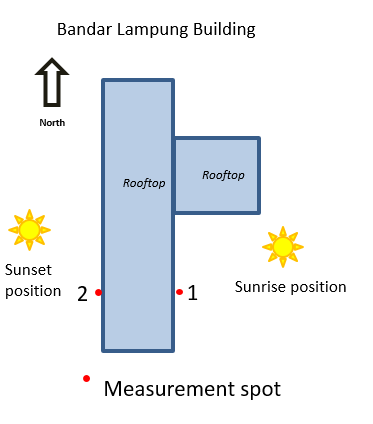 Bandar Lampung Building
North
Rooftop
Rooftop
Sunset
position
Sunrise position
2
1
Measurement spot